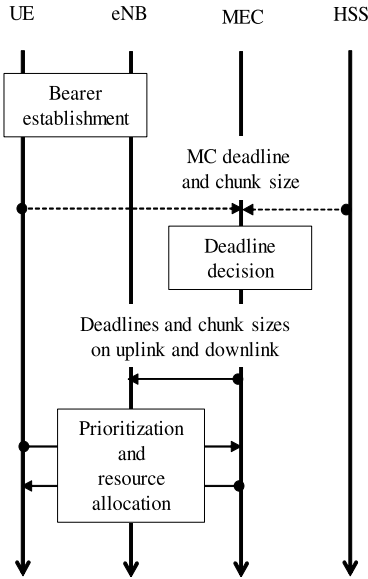 UE eNB MEC HSS
Bearer
establishment
MC deadline
and chunk size
Deadline
decision
Deadlines and chunk sizes
on uplink and downlink
Prioritization
and
resource
allocation